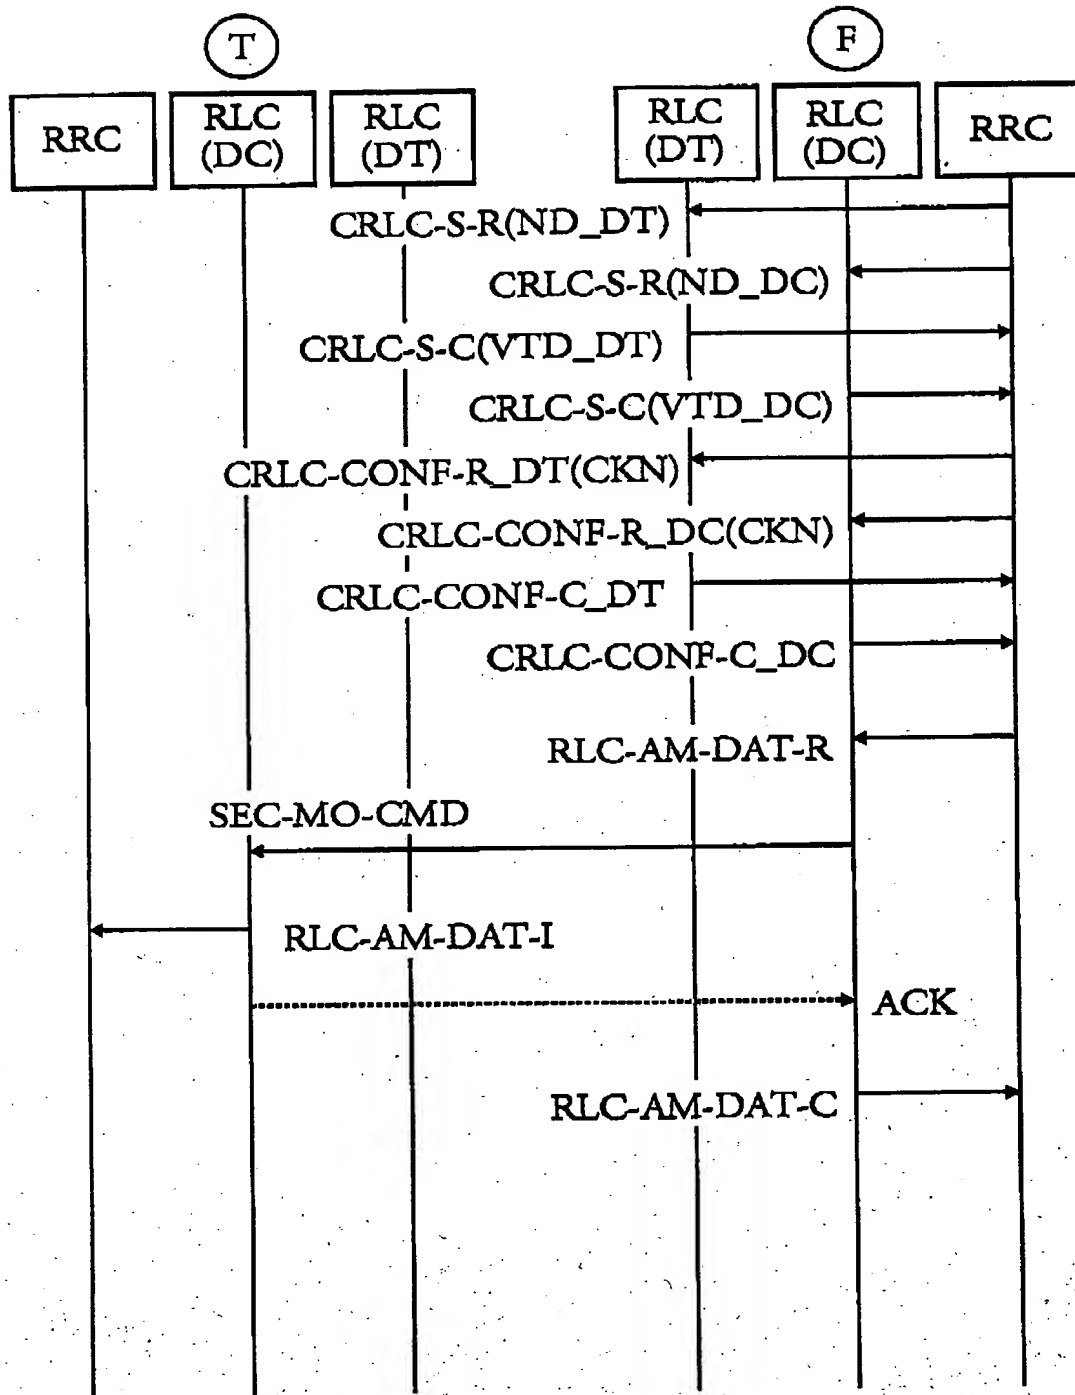 T
F
RRC
RLC
(DC)
RLC
(DT)
RLC
(DT)
RLC
(DC)
RRC
CRLC-S-R(ND_DT)
CRLC-S-R(ND_DC)
CRLC-S-C(VTD_DT)
CRLC-S-C(VTD_DC)
CRLC-CONF-R_DT(CKN)
CRLC-CONF-R_DC(CKN)
CRLC-CONF-C_DT
CRLC-CONF-C_DC
RLC-AM-DAT-R
SEC-MO-CMD
RLC-AM-DAT-I
ACK
RLC-AM-DAT-C